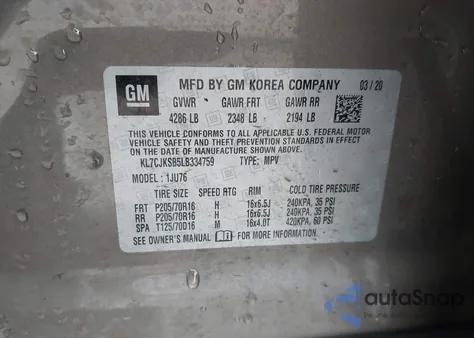 GM
MFD BY GM KOREA COMPANY 03/20
GVWR GAWR FRT GAWR RR
4286 LB 2348 LB 2194 LB
THIS VEHICLE CONFORMS TO ALL APPLICABLE U.S. FEDERAL MOTOR
VEHICLE SAFETY, BUMPER, AND THEFT PREVENTION STANDARDS IN
EFFECT ON THE DATE OF MANUFACTURE SHOWN ABOVE.
KL7CJKSB5LB334759 TYPE: MPV
MODEL: 1JU76
TIRE SIZE SPEED RTG RIM COLD TIRE PRESSURE
FRT P205/70R16 H 16x6.5J 240KPA, 35 PSI
RR P205/70R16 H 16x6.5J 240KPA, 35 PSI
SPA T125/70D16 M 16x4.0T 420KPA, 60 PSI
SEE OWNER'S MANUAL FOR MORE INFORMATION.
autoSnap